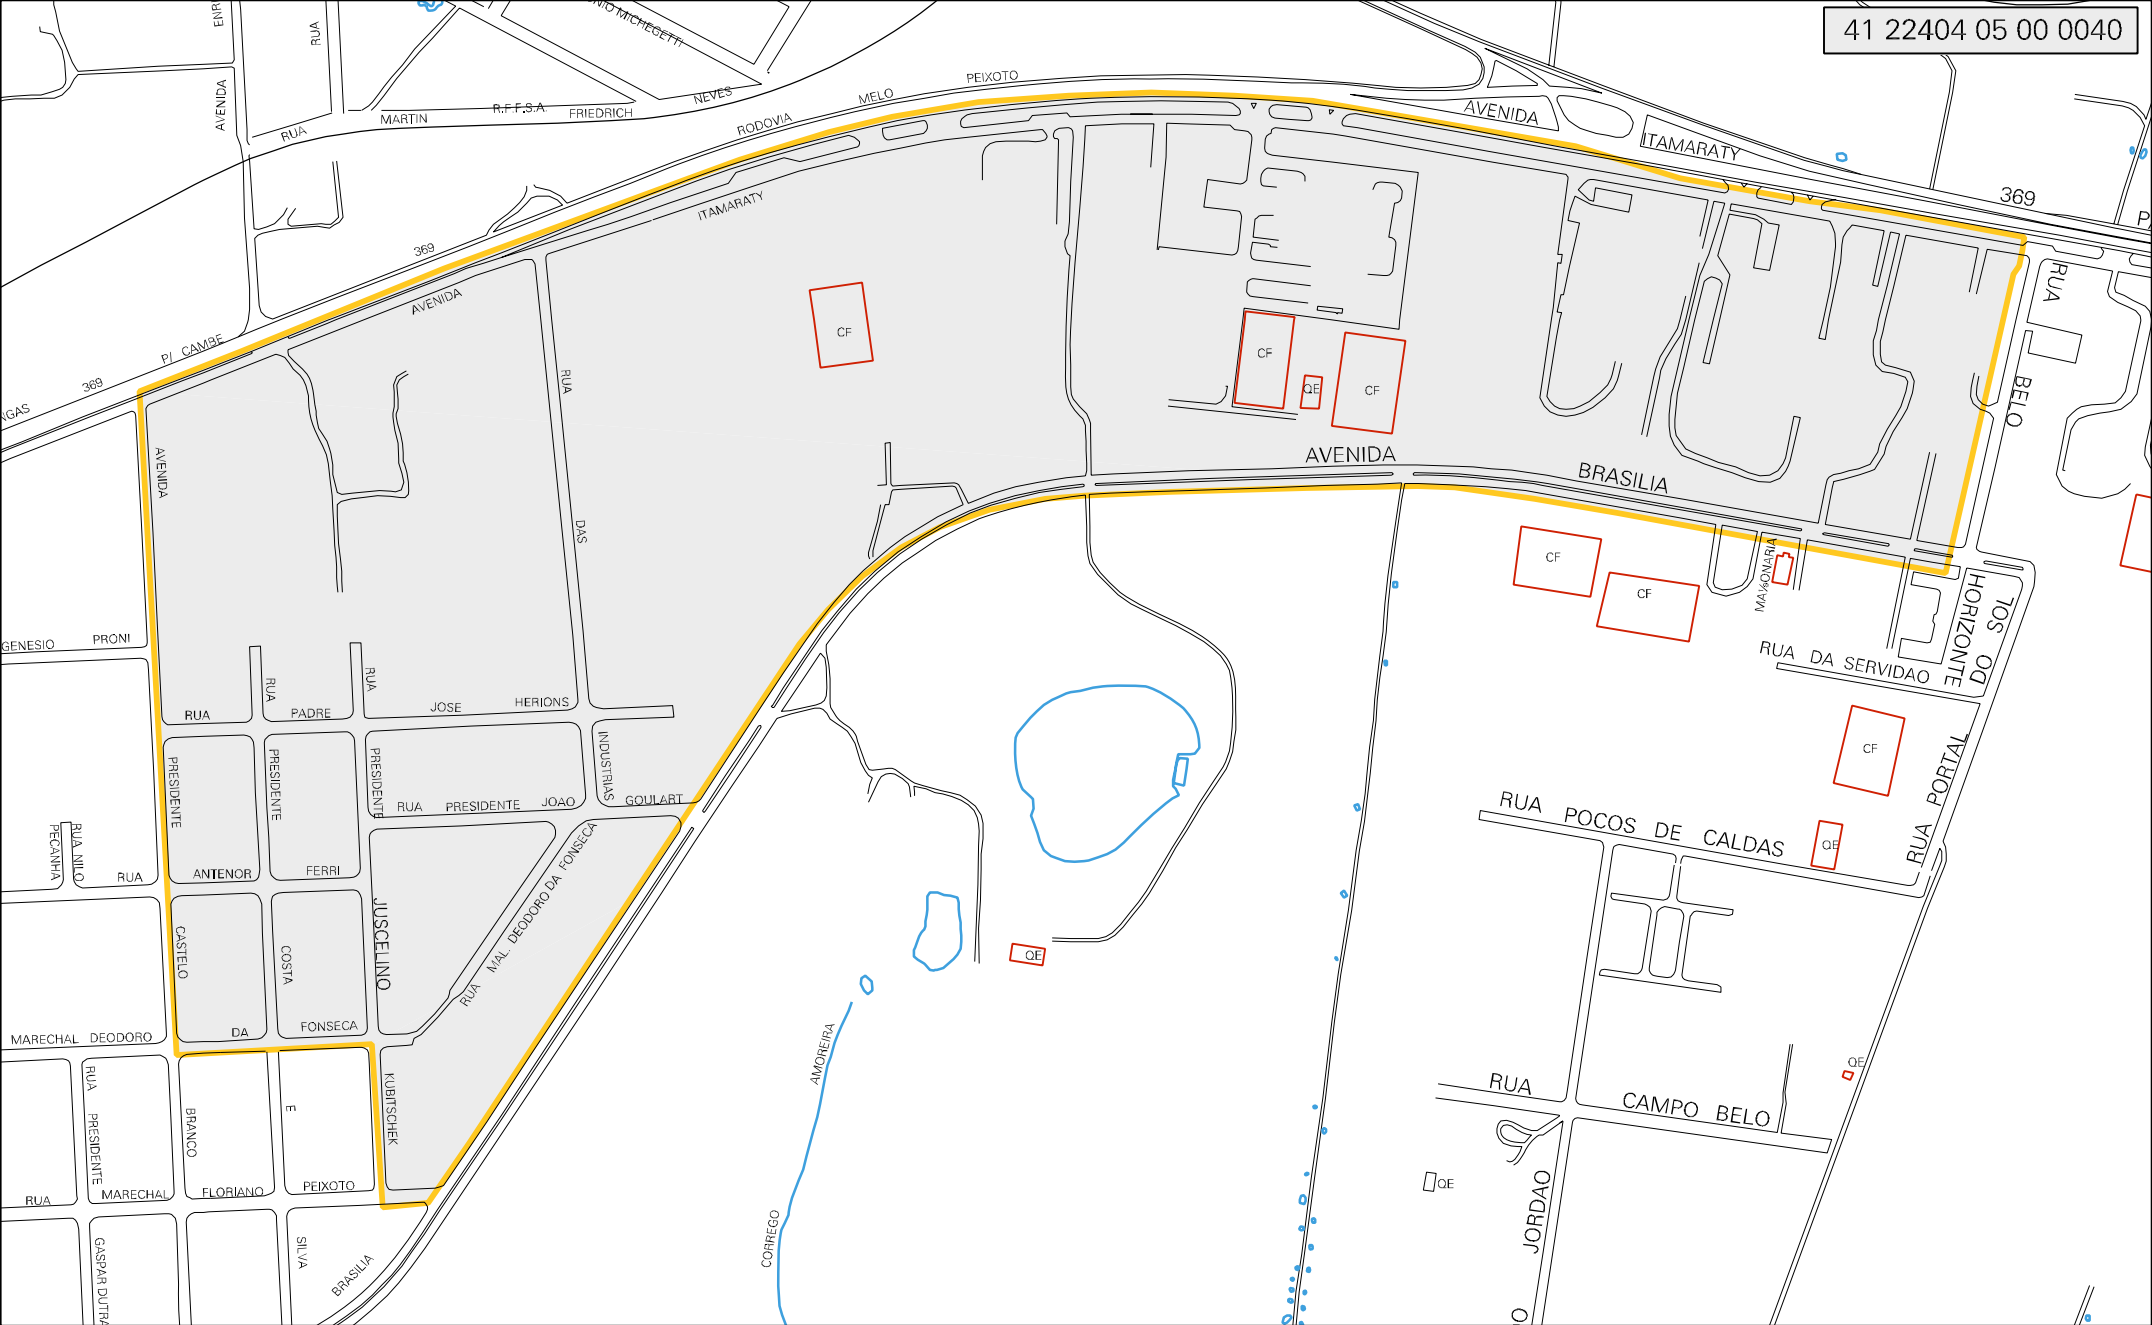 41 22404 05 00 0040
RUA
AVENIDA
RUA
MARTIN
R.F.F.S.A.
FRIEDRICH
NEVES
RODOVIA
MELO
PEIXOTO
AVENIDA
ITAMARATY
369
RUA
BELO
HORIZONTE
369
P/ CAMBE
369
AVENIDA
ITAMARATY
CF
CF
QE
CF
RUA
DAS
INDUSTRIAS
AVENIDA
BRASILIA
AVENIDA
PRESIDENTE
CASTELO
BRANCO
GENESIO PRONI
RUA
PRESIDENTE
COSTA
E
SILVA
RUA
PRESIDENTE
JUSCELINO
KUBITSCHEK
RUA
PADRE
JOSE
HERIONS
RUA PRESIDENTE JOAO GOULART
RUA MAL. DEODORO DA FONSECA
RUA NILO
PECANHA
RUA
ANTENOR
FERRI
MARECHAL DEODORO
DA
FONSECA
RUA
PRESIDENTE
GASPAR DUTRA
RUA
MARECHAL
FLORIANO
PEIXOTO
BRASILIA
CORREGO
AMOREIRA
QE
CF
CF
MA½ONARIA
RUA DA SERVIDAO
RUA PORTAL
DO
SOL
CF
QE
RUA POCOS DE CALDAS
QE
RUA
CAMPO BELO
QE
JORDAO